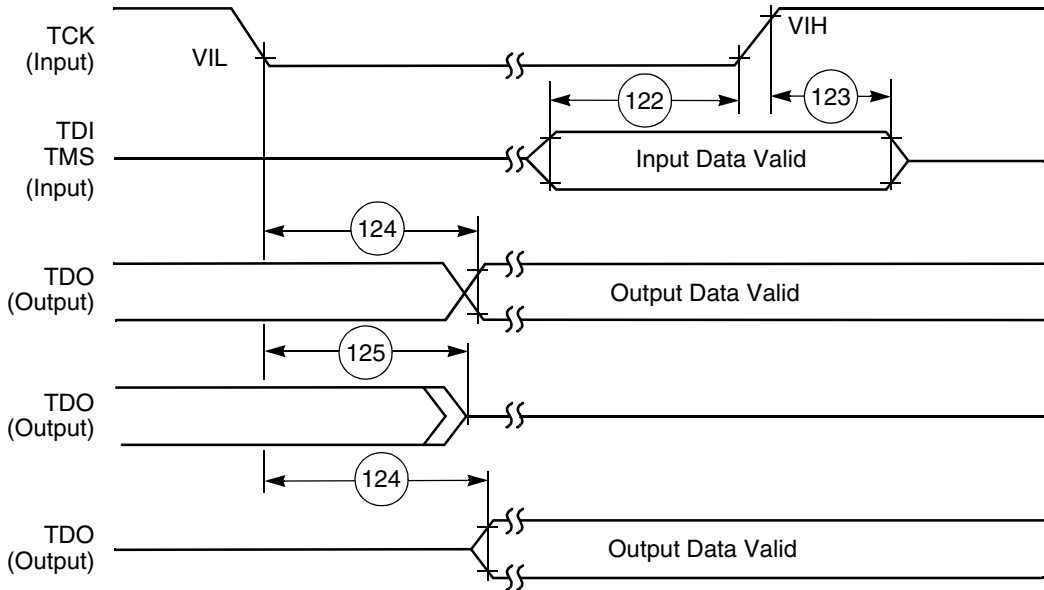 TCK
(Input)
VIL
VIH
122
123
TDI
TMS
(Input)
Input Data Valid
124
TDO
(Output)
Output Data Valid
125
TDO
(Output)
124
TDO
(Output)
Output Data Valid